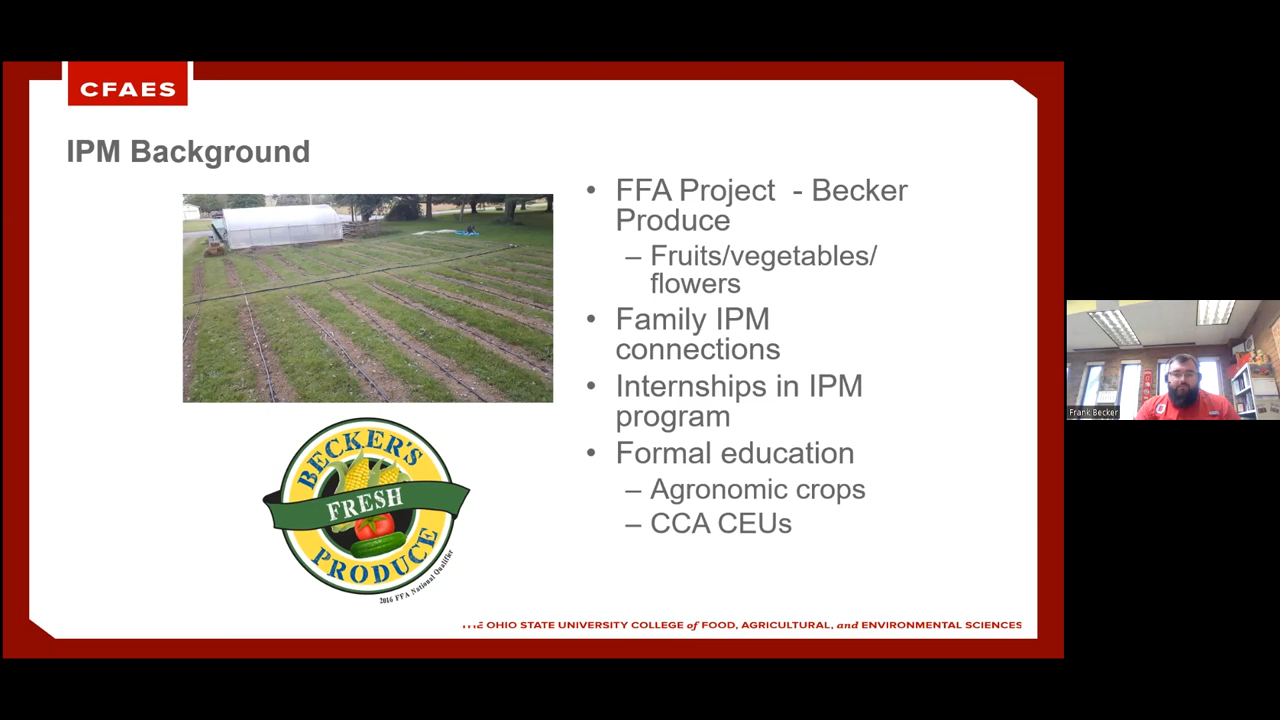 CFAES
IPM Background
• FFA Project - Becker
Produce
– Fruits/vegetables/
flowers
• Family IPM
connections
• Internships in IPM
program
• Formal education
– Agronomic crops
– CCA CEUs
BECKER'S
FRESH
PRODUCE
2016 FFA National Qualifier
THE OHIO STATE UNIVERSITY COLLEGE of FOOD, AGRICULTURAL, and ENVIRONMENTAL SCIENCES
Frank Becker